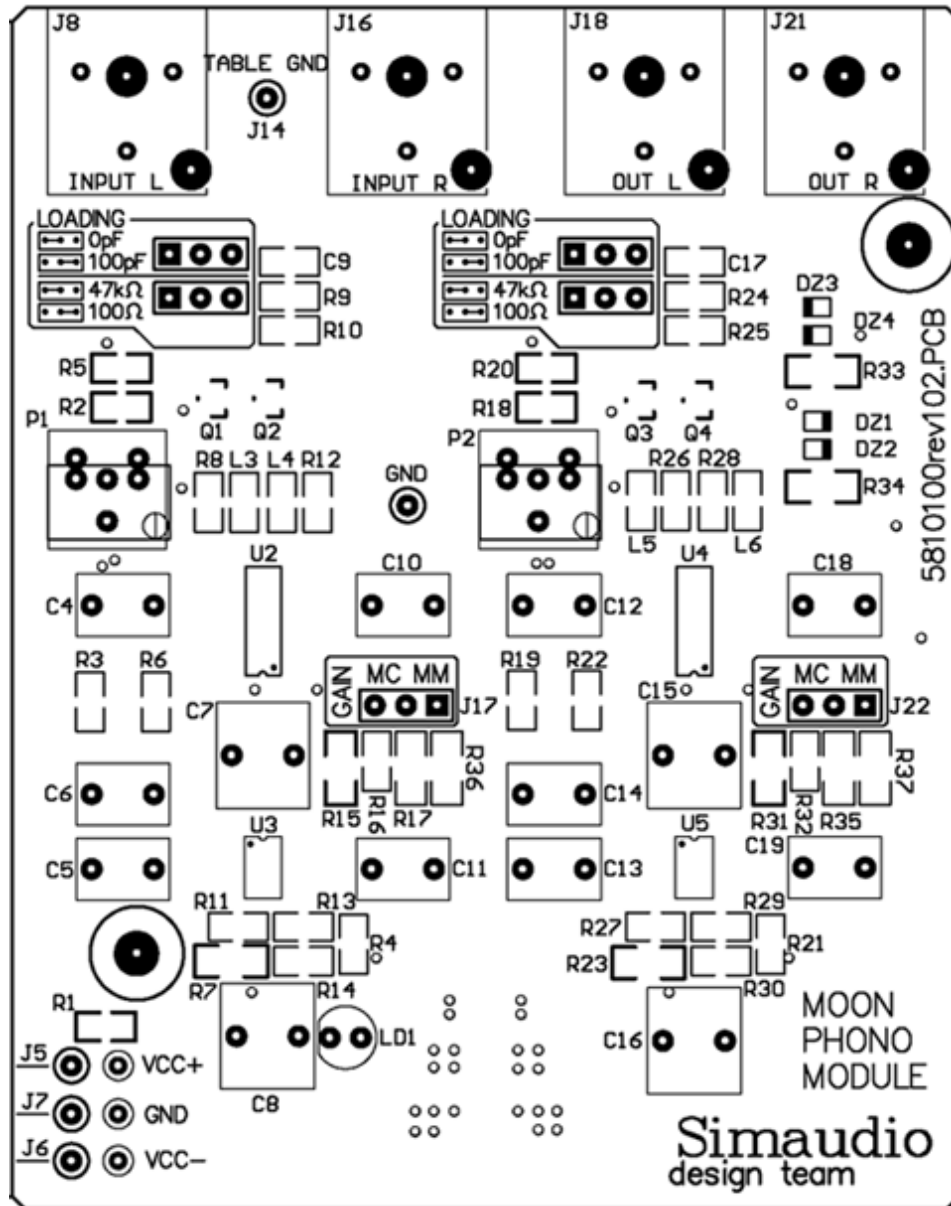 J8
J16
J18
J21
TABLE GND
J14
INPUT L
INPUT R
OUT L
OUT R
LOADING
0pF
100pF
47kΩ
100Ω
C9
R9
R10
LOADING
0pF
100pF
47kΩ
100Ω
C17
R24
R25
DZ3
DZ4
R33
DZ1
DZ2
R34
5810100rev102.PCB
R5
R2
P1
Q1
Q2
R20
R18
P2
Q3
Q4
R8
L3
L4
R12
GND
R26
R28
L5
L6
U2
C10
U4
C18
C4
C12
R3
R6
GAIN
MC MM
J17
R19
R22
C15
GAIN
MC MM
J22
C7
R36
R37
C6
R15
R16
R17
C14
R31
R32
R35
U3
U5
C5
C11
C13
C19
R11
R13
R4
R27
R29
R21
R7
R14
R23
R30
R1
LD1
C16
C8
J5
VCC+
J7
GND
J6
VCC-
MOON
PHONO
MODULE
Simaudio
design team